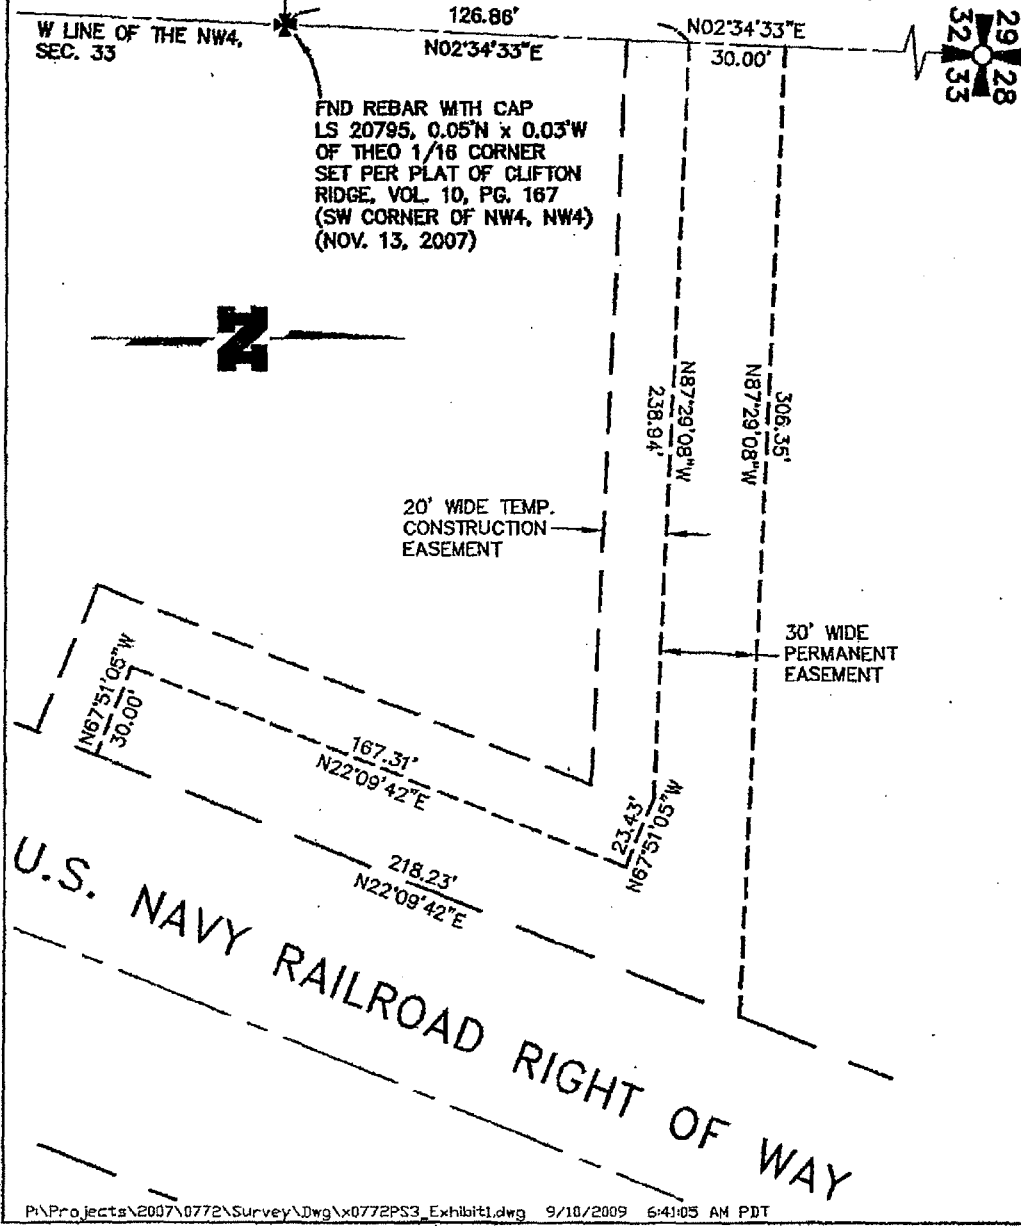 126.86'
N02°34'33"E
W LINE OF THE NW4,
SEC. 33
N02°34'33"E
30.00'
29
28
32
33
FND REBAR WITH CAP
LS 20795, 0.05'N x 0.03'W
OF THEO 1/16 CORNER
SET PER PLAT OF CLIFTON
RIDGE, VOL. 10, PG. 167
(SW CORNER OF NW4, NW4)
(NOV. 13, 2007)
N
N87°29'08"W
238.94'
306.35'
N87°29'08"W
20' WIDE TEMP.
CONSTRUCTION
EASEMENT
30' WIDE
PERMANENT
EASEMENT
N67°51'05"W
30.00'
167.31'
N22°09'42"E
23.43'
N67°51'05"W
218.23'
N22°09'42"E
U.S. NAVY RAILROAD RIGHT OF WAY
P:\Projects\2007\0772\Survey\Dwg\x0772PS3_Exhibit1.dwg 9/10/2009 6:41:05 AM PDT